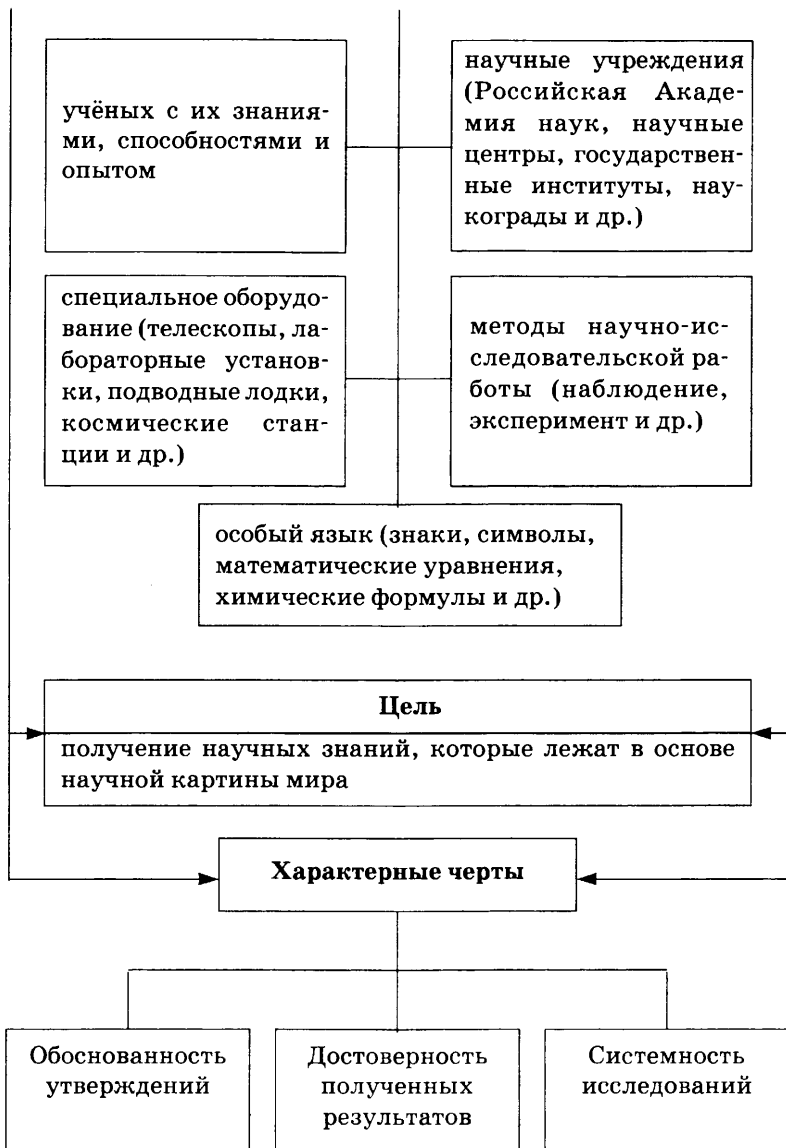 учёных с их знания-
ми, способностями и
опытом
научные учреждения
(Российская Акаде-
мия наук, научные
центры, государствен-
ные институты, нау-
кограды и др.)
специальное оборудо-
вание (телескопы, ла-
бораторные установ-
ки, подводные лодки,
космические стан-
ции и др.)
методы научно-ис-
следовательской ра-
боты (наблюдение,
эксперимент и др.)
особый язык (знаки, символы,
математические уравнения,
химические формулы и др.)
Цель
получение научных знаний, которые лежат в основе
научной картины мира
Характерные черты
Обоснованность
утверждений
Достоверность
полученных
результатов
Системность
исследований